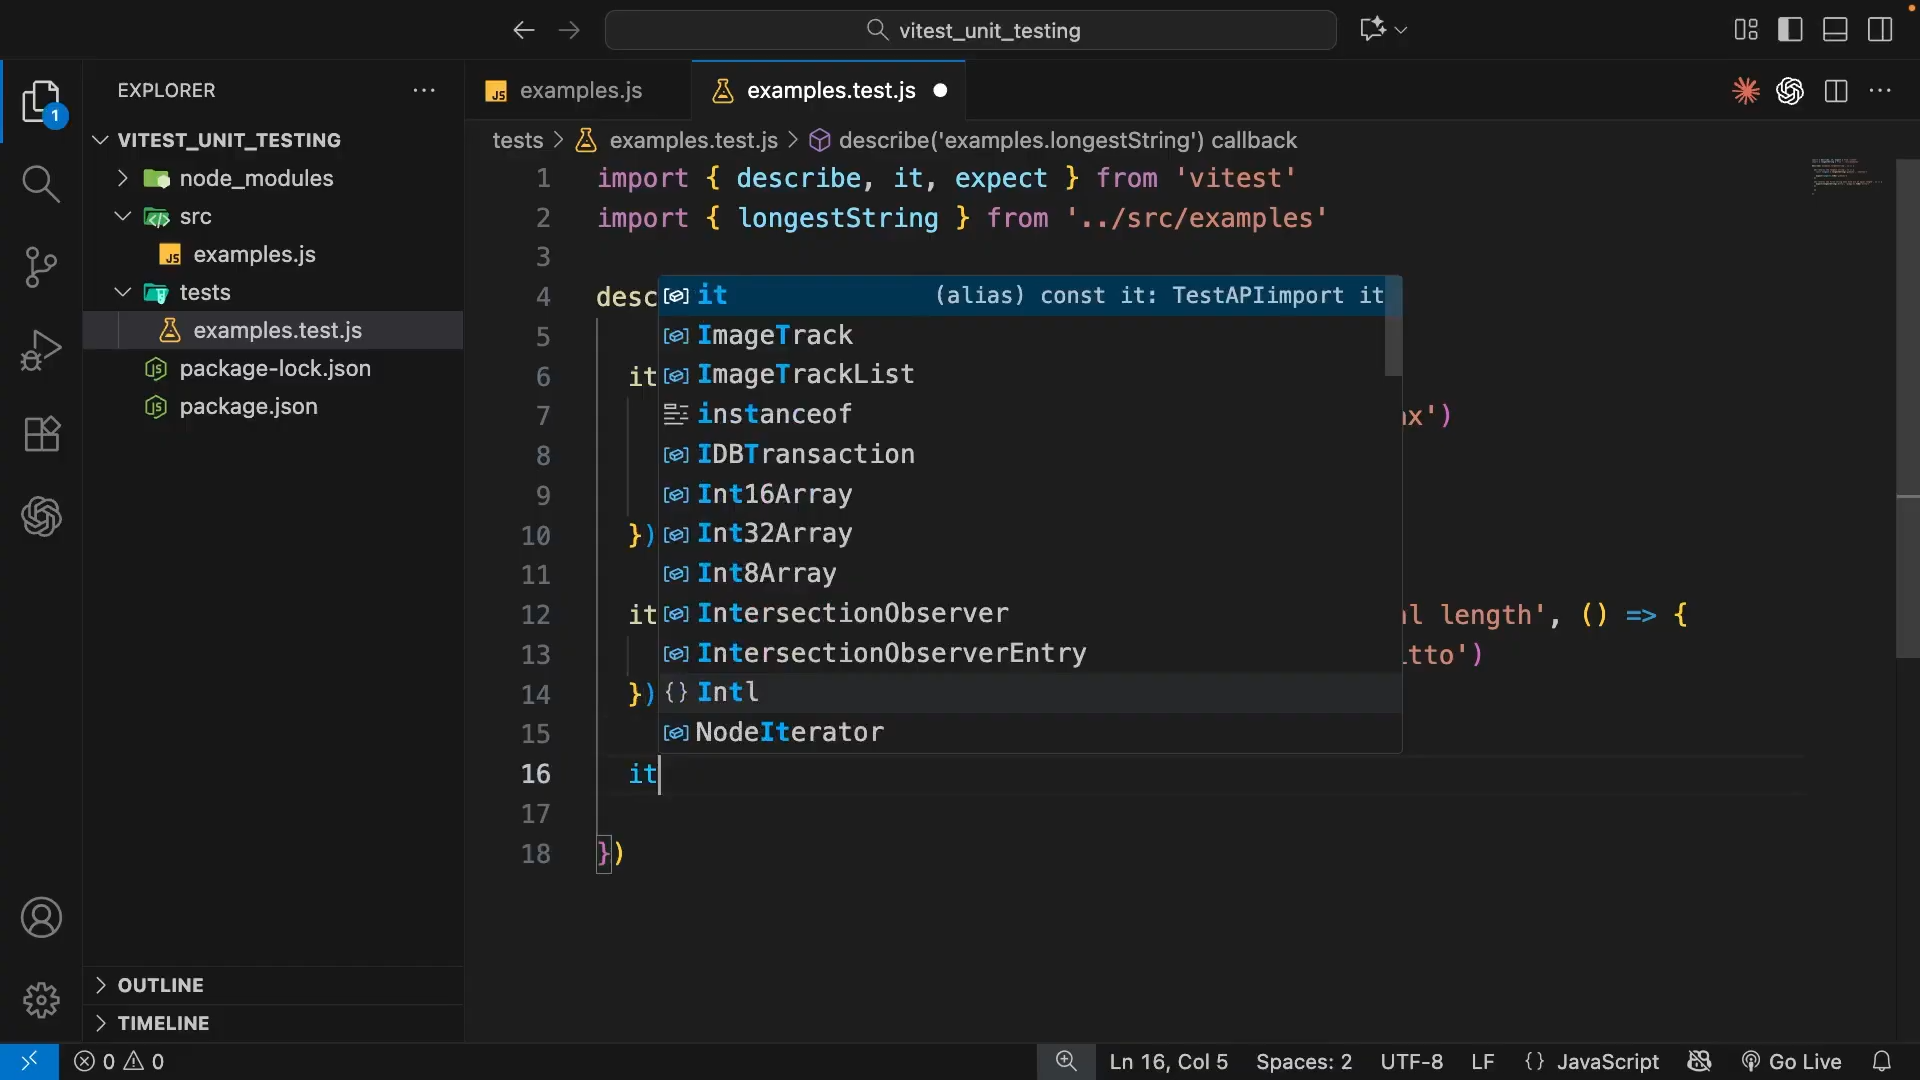 vitest_unit_testing
EXPLORER
examples.js
examples.test.js
1
VITEST_UNIT_TESTING
node_modules
src
examples.js
tests
examples.test.js
package-lock.json
package.json
OUTLINE
TIMELINE
tests > examples.test.js > describe('examples.longestString') callback
1 import { describe, it, expect } from 'vitest'
2 import { longestString } from '../src/examples'
3
4 desc
5
6 it
7 ax')
8
9
10 })
11
12 it al length', () => {
13 itto')
14 })
15
16 it
17
18 })
it (alias) const it: TestAPIimport it
ImageTrack
ImageTrackList
instanceof
IDBTransaction
Int16Array
Int32Array
Int8Array
IntersectionObserver
IntersectionObserverEntry
{} Intl
NodeIterator
0 0
Ln 16, Col 5 Spaces: 2 UTF-8 LF {} JavaScript Go Live